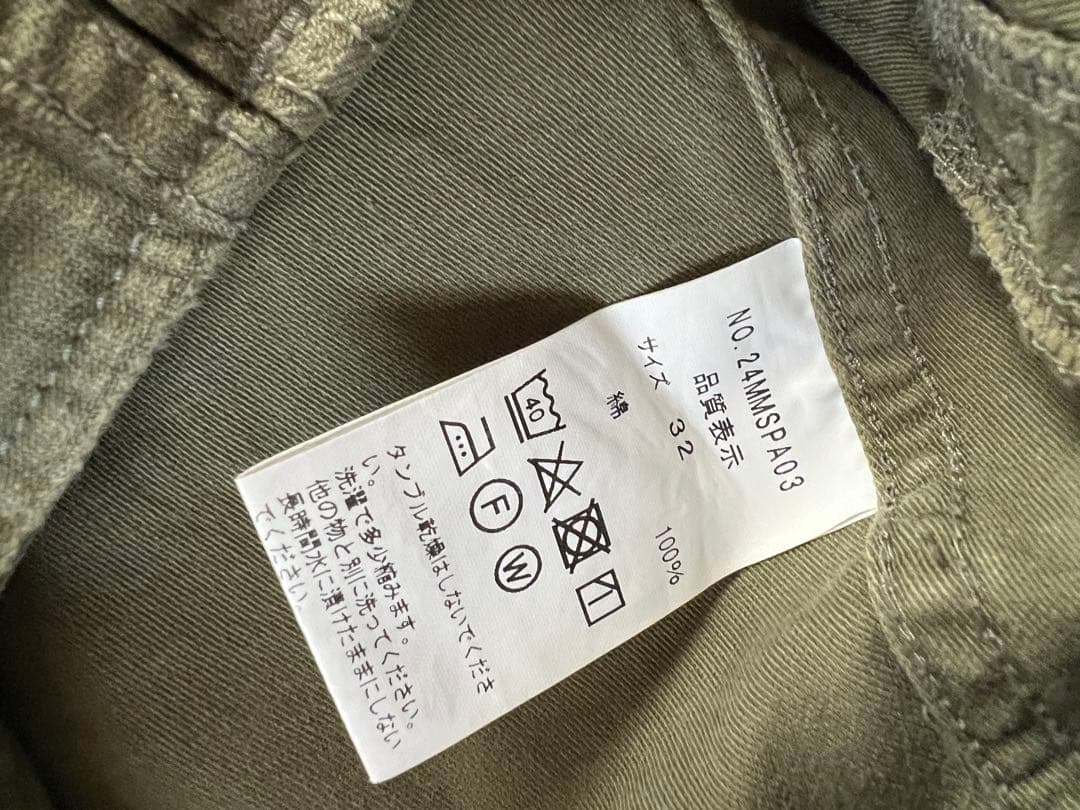 NO.24MMSPA03
品質表示
サイズ 32
綿 100%
40
F W
タンブル乾燥はしないでくださ
い。
洗濯で多少縮みます。
他の物と別に洗ってください。
長時間水に漬けたままにしない
でください。